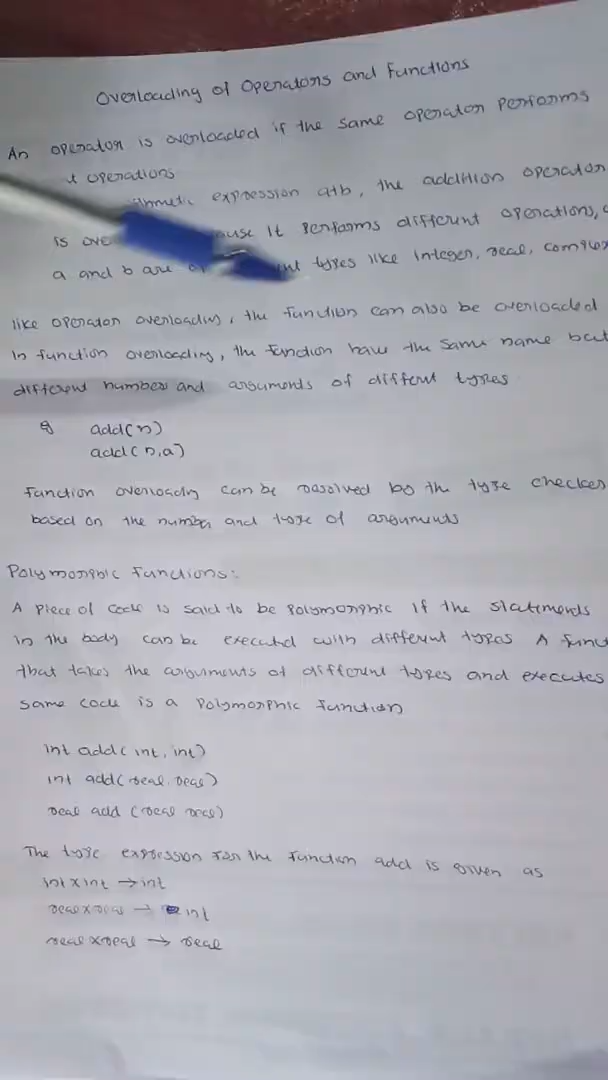 Overloading of Operators and Functions
An operator is overloaded if the same operator performs
t operations
expression a+b, the addition operator
is it performs different operations,
a and b are types like integer, real, complex
like operator overloading, the function can also be overloaded
In function overloading, the function have the same name but
different number and arguments of diffent types
eg add(n)
add(n,a)
Function overloading can be resolved by the type checker
based on the number and type of arguments
Polymorphic Functions:
A piece of code is said to be polymorphic if the statements
in the body can be executed with different types A func
that takes the arguments of different types and executes
same code is a polymorphic function
int add(int, int)
int add(real, real)
real add (real real)
The type expression for the function add is given as
int x int → int
real x real → int
real x real → real